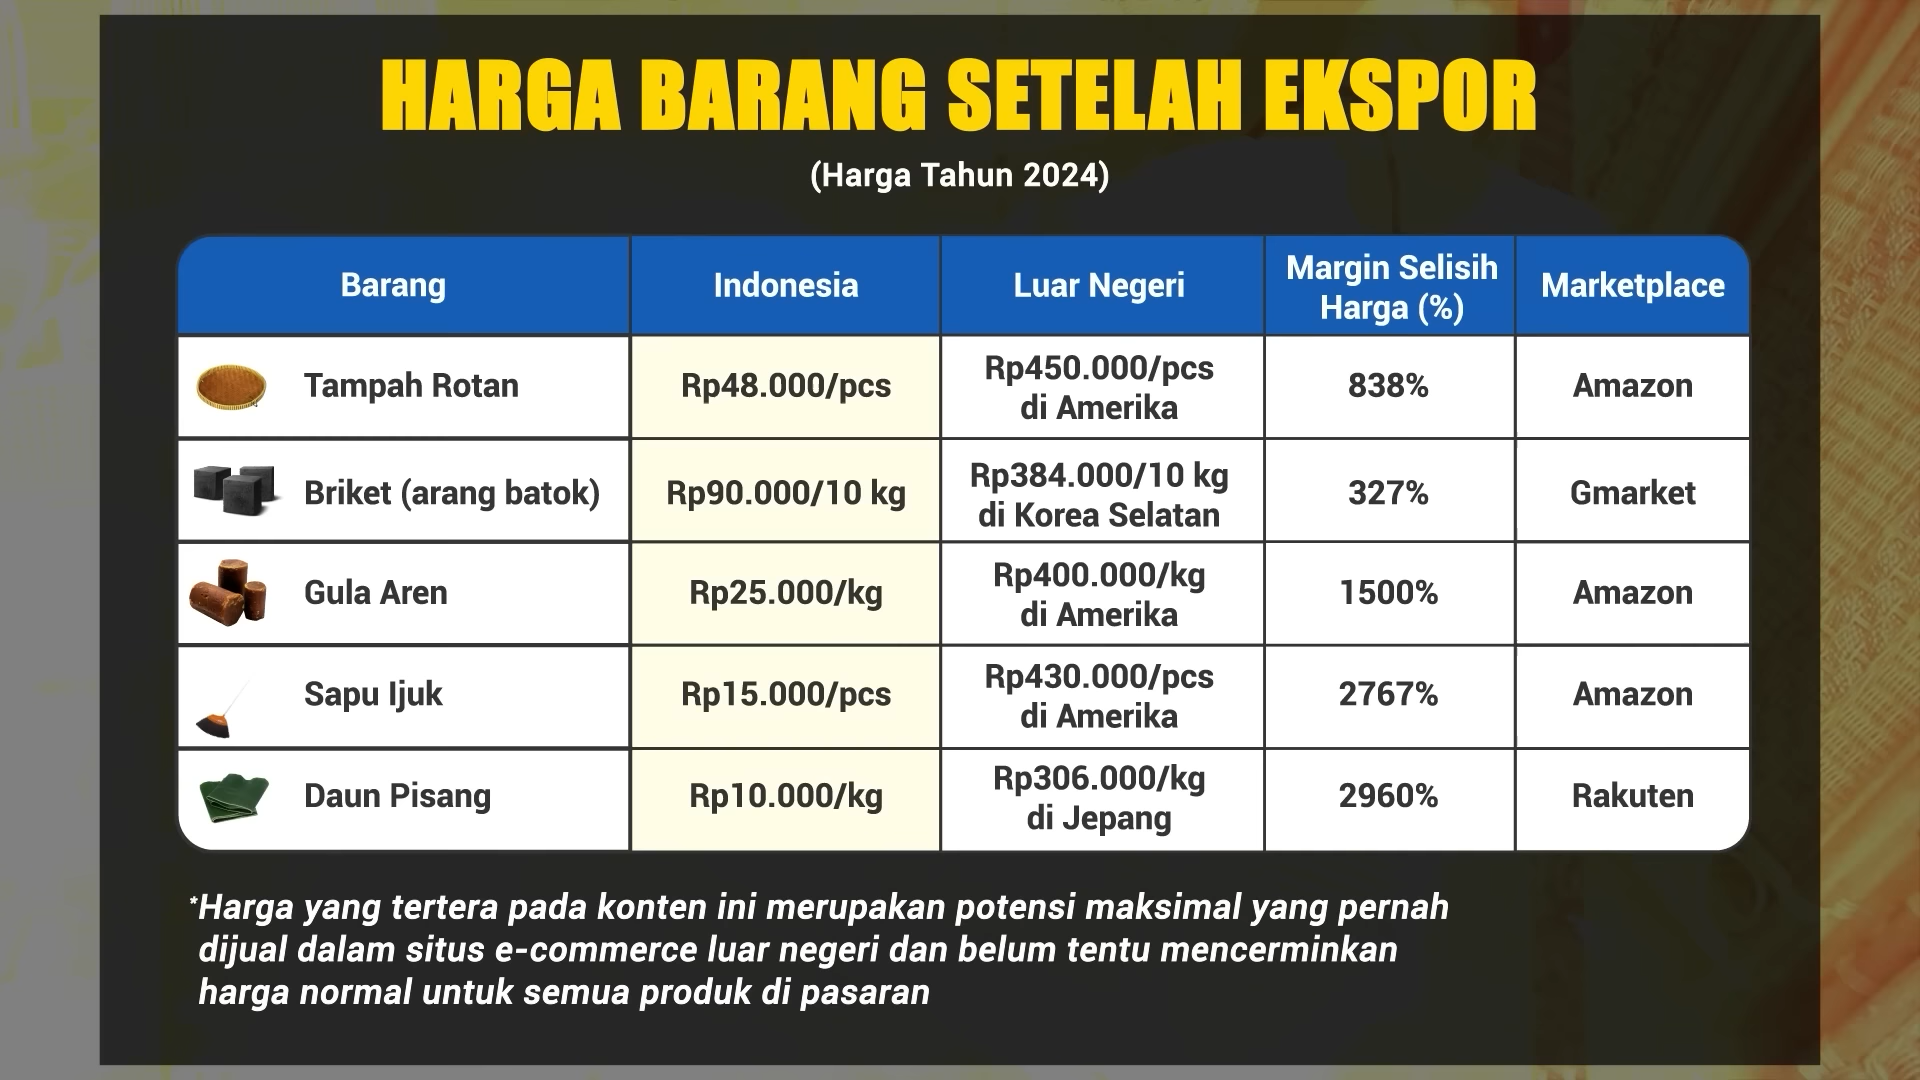 HARGA BARANG SETELAH EKSPOR
(Harga Tahun 2024)
Barang
Indonesia
Luar Negeri
Margin Selisih
Harga (%)
Marketplace
Tampah Rotan
Rp48.000/pcs
Rp450.000/pcs
di Amerika
838%
Amazon
Briket (arang batok)
Rp90.000/10 kg
Rp384.000/10 kg
di Korea Selatan
327%
Gmarket
Gula Aren
Rp25.000/kg
Rp400.000/kg
di Amerika
1500%
Amazon
Sapu Ijuk
Rp15.000/pcs
Rp430.000/pcs
di Amerika
2767%
Amazon
Daun Pisang
Rp10.000/kg
Rp306.000/kg
di Jepang
2960%
Rakuten
*Harga yang tertera pada konten ini merupakan potensi maksimal yang pernah
dijual dalam situs e-commerce luar negeri dan belum tentu mencerminkan
harga normal untuk semua produk di pasaran